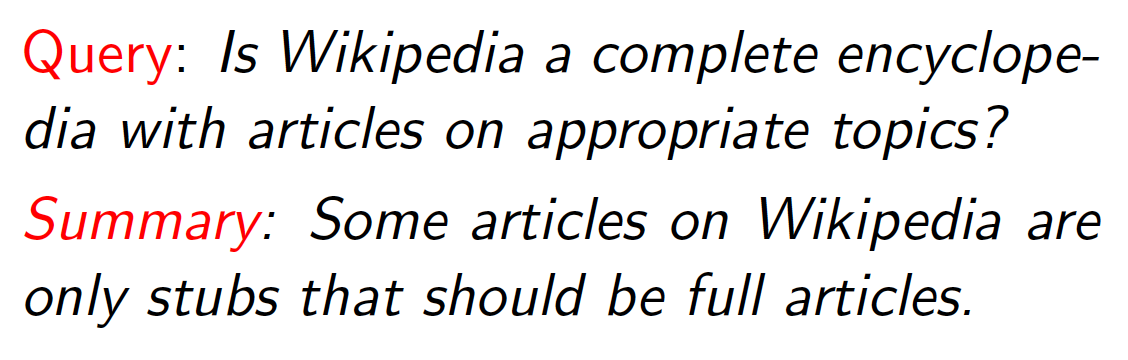 Query: Is Wikipedia a complete encyclope-
dia with articles on appropriate topics?
Summary: Some articles on Wikipedia are
only stubs that should be full articles.